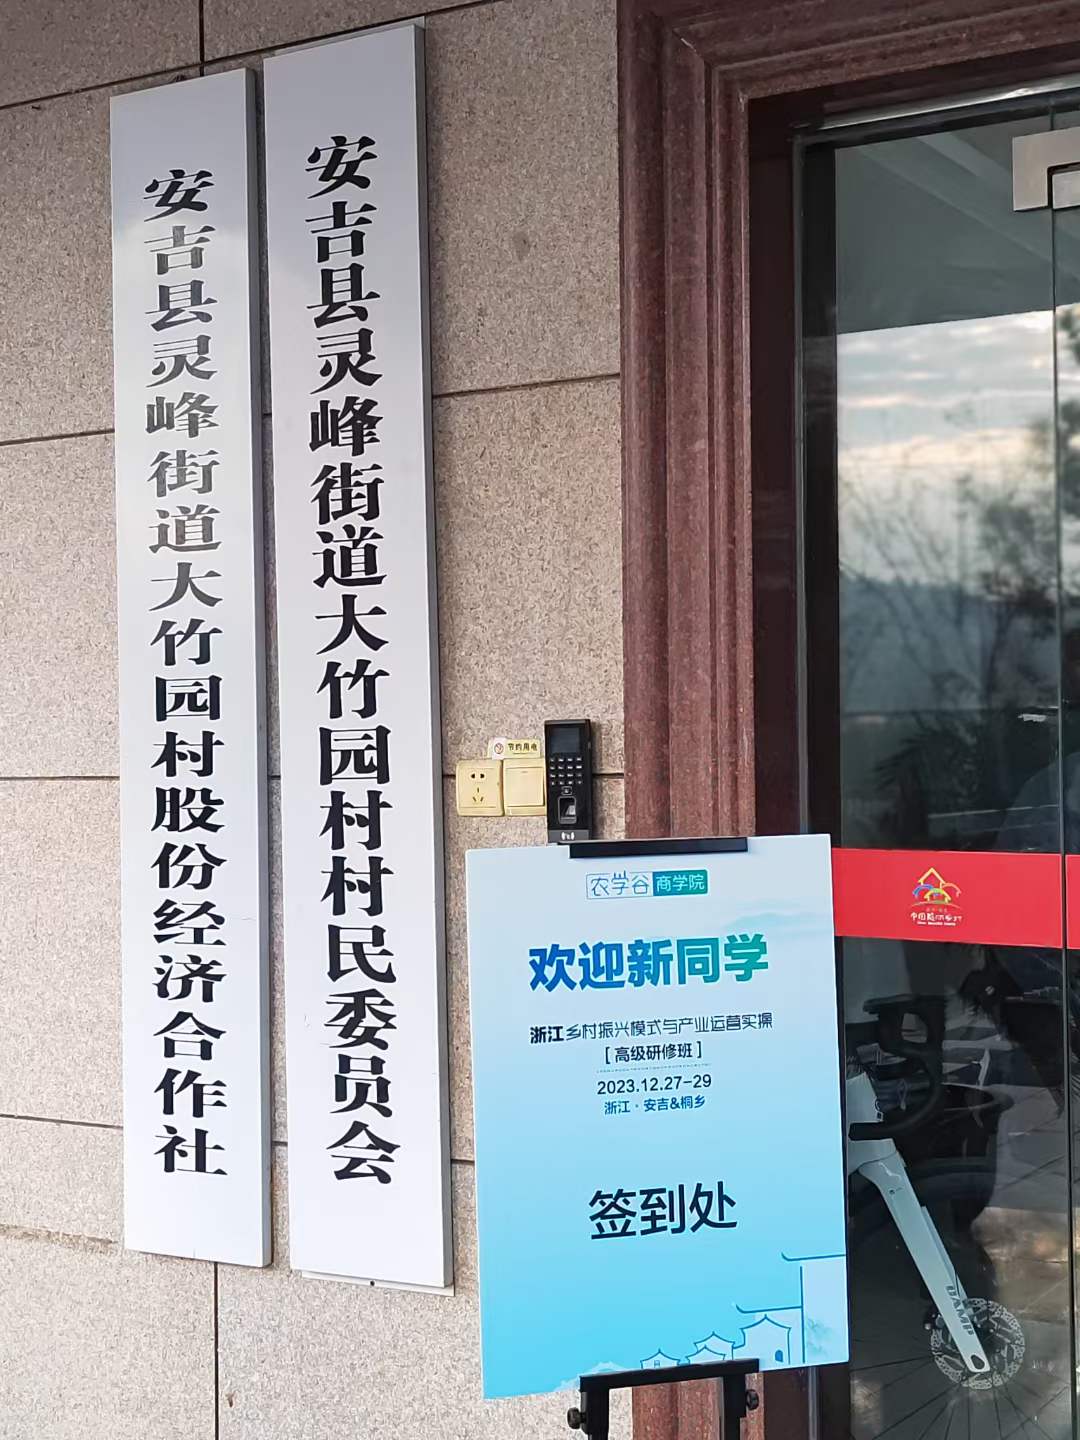 安吉县灵峰街道大竹园村股份经济合作社
安吉县灵峰街道大竹园村村民委员会
节约用电
农学谷 商学院
欢迎新同学
浙江乡村振兴模式与产业运营实操
[高级研修班]
2023.12.27-29
浙江·安吉&桐乡
签到处
DAMP